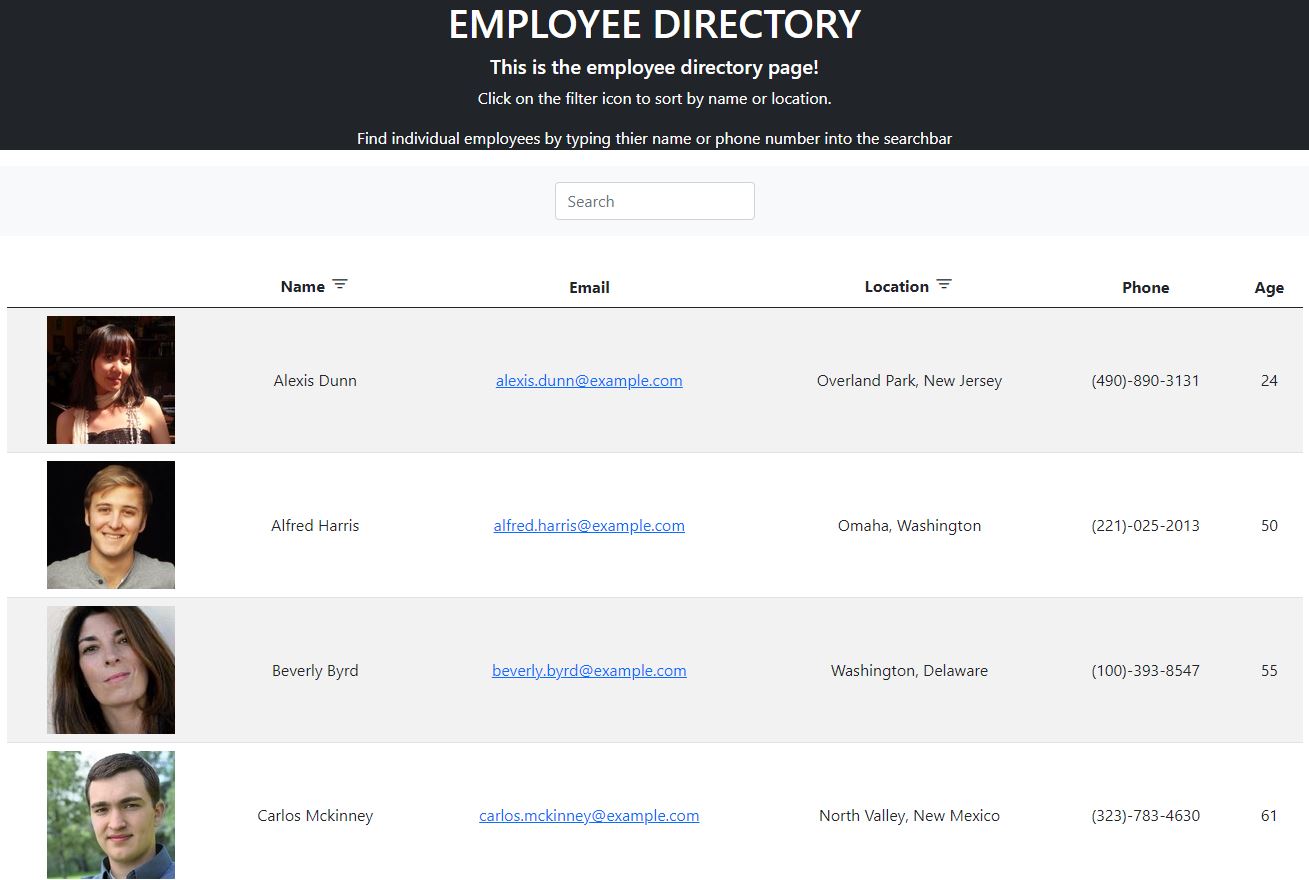 EMPLOYEE DIRECTORY
This is the employee directory page!
Click on the filter icon to sort by name or location.
Find individual employees by typing thier name or phone number into the searchbar
Search
Name Email Location Phone Age
Alexis Dunn alexis.dunn@example.com Overland Park, New Jersey (490)-890-3131 24
Alfred Harris alfred.harris@example.com Omaha, Washington (221)-025-2013 50
Beverly Byrd beverly.byrd@example.com Washington, Delaware (100)-393-8547 55
Carlos Mckinney carlos.mckinney@example.com North Valley, New Mexico (323)-783-4630 61